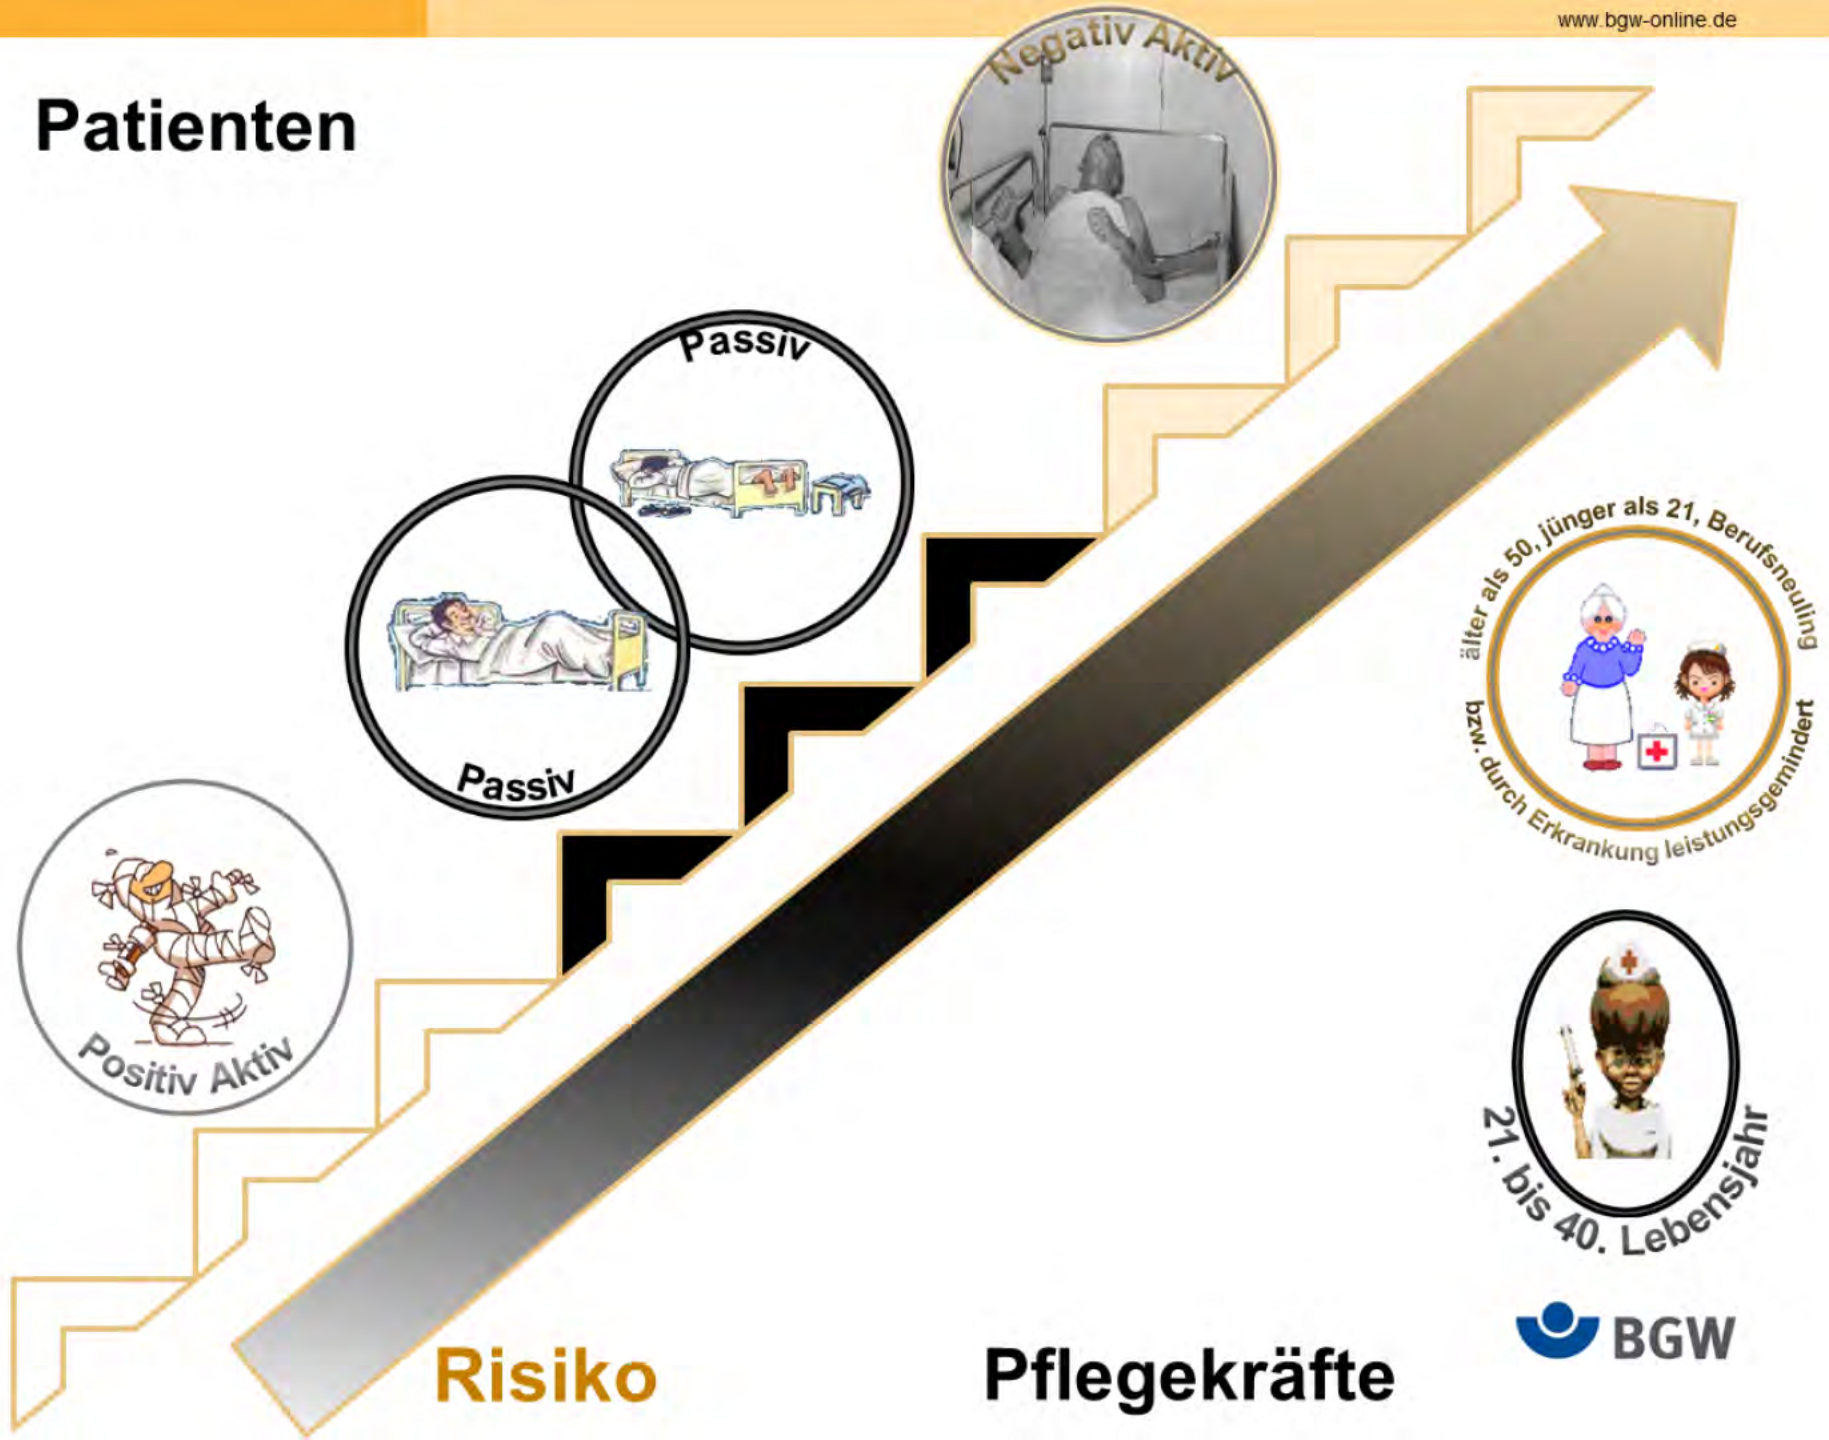 www.bgw-online.de
Negativ Aktiv
Patienten
Passiv
Passiv
Positiv Aktiv
älter als 50, jünger als 21, Berufsneuling
bzw. durch Erkrankung leistungsgemindert
21. bis 40. Lebensjahr
Risiko
Pflegekräfte
BGW